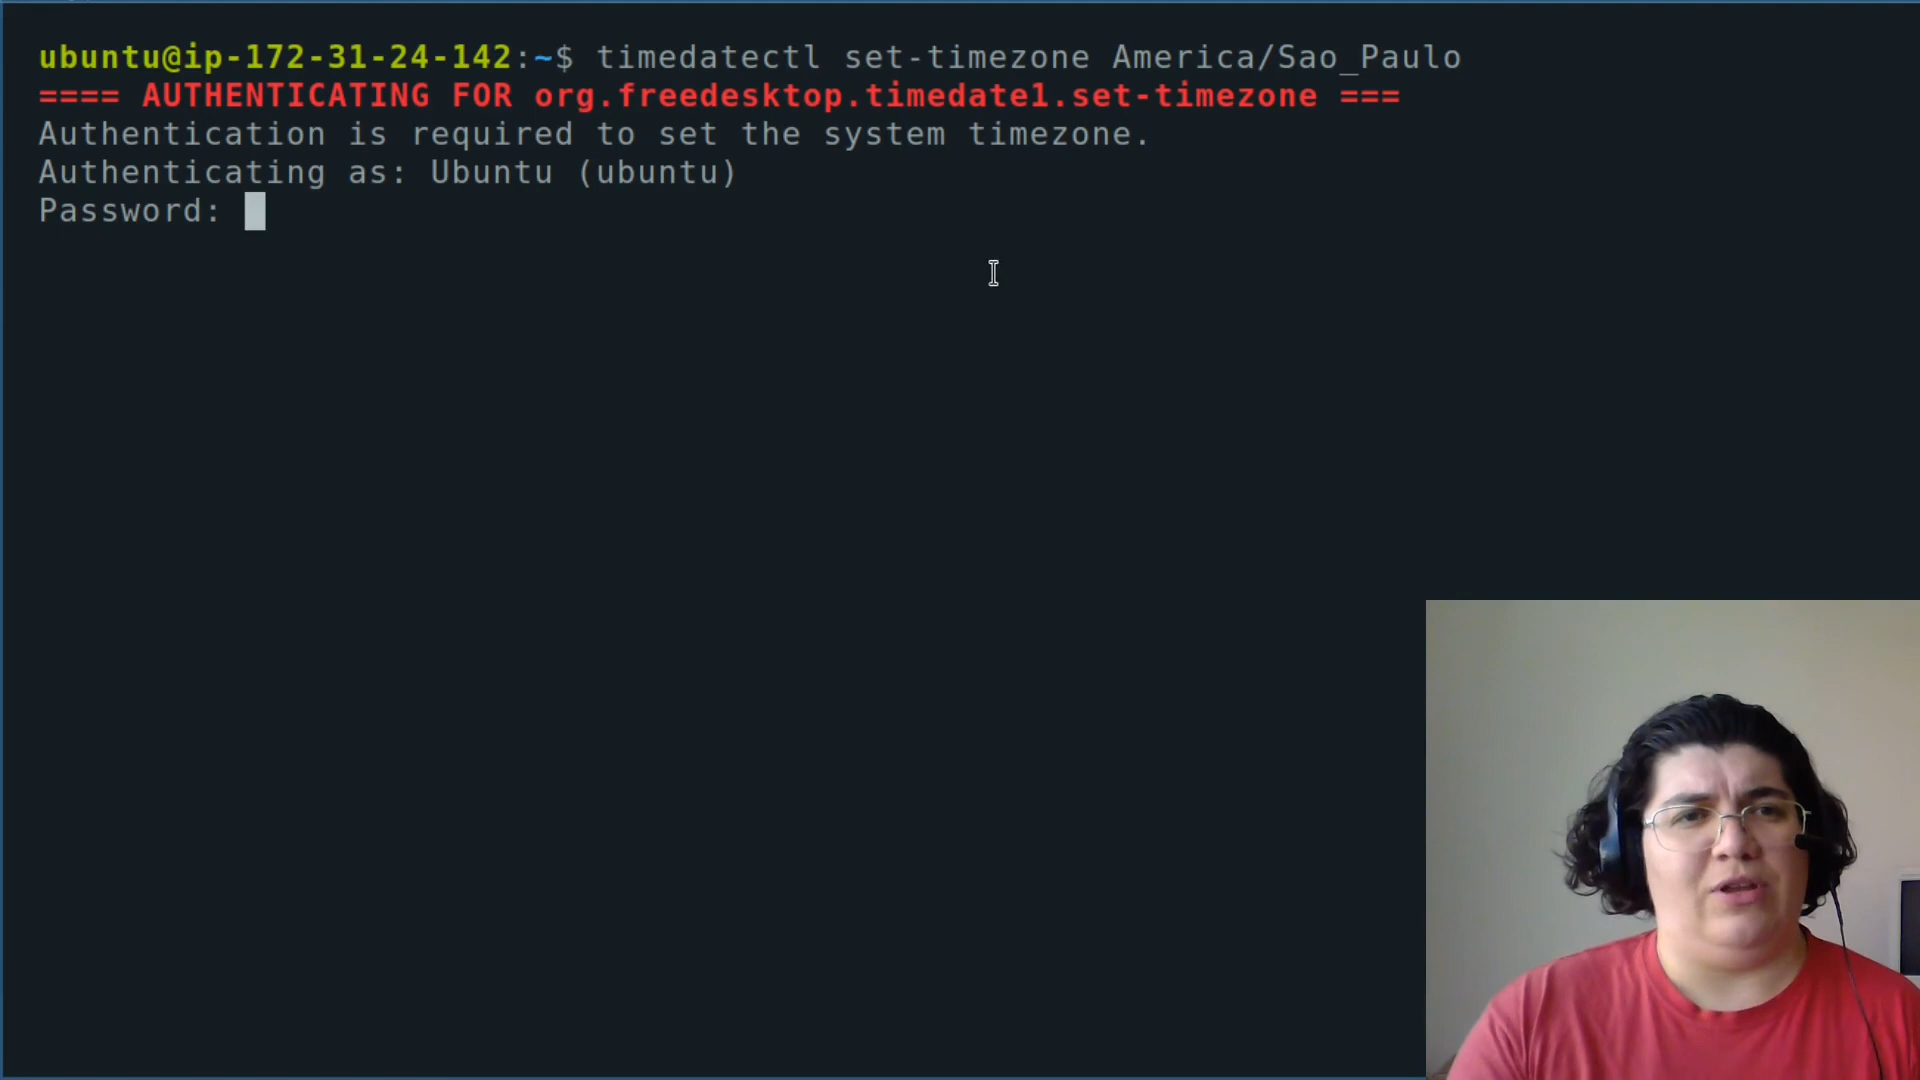 ubuntu@ip-172-31-24-142:~$ timedatectl set-timezone America/Sao_Paulo
==== AUTHENTICATING FOR org.freedesktop.timedate1.set-timezone ===
Authentication is required to set the system timezone.
Authenticating as: Ubuntu (ubuntu)
Password: